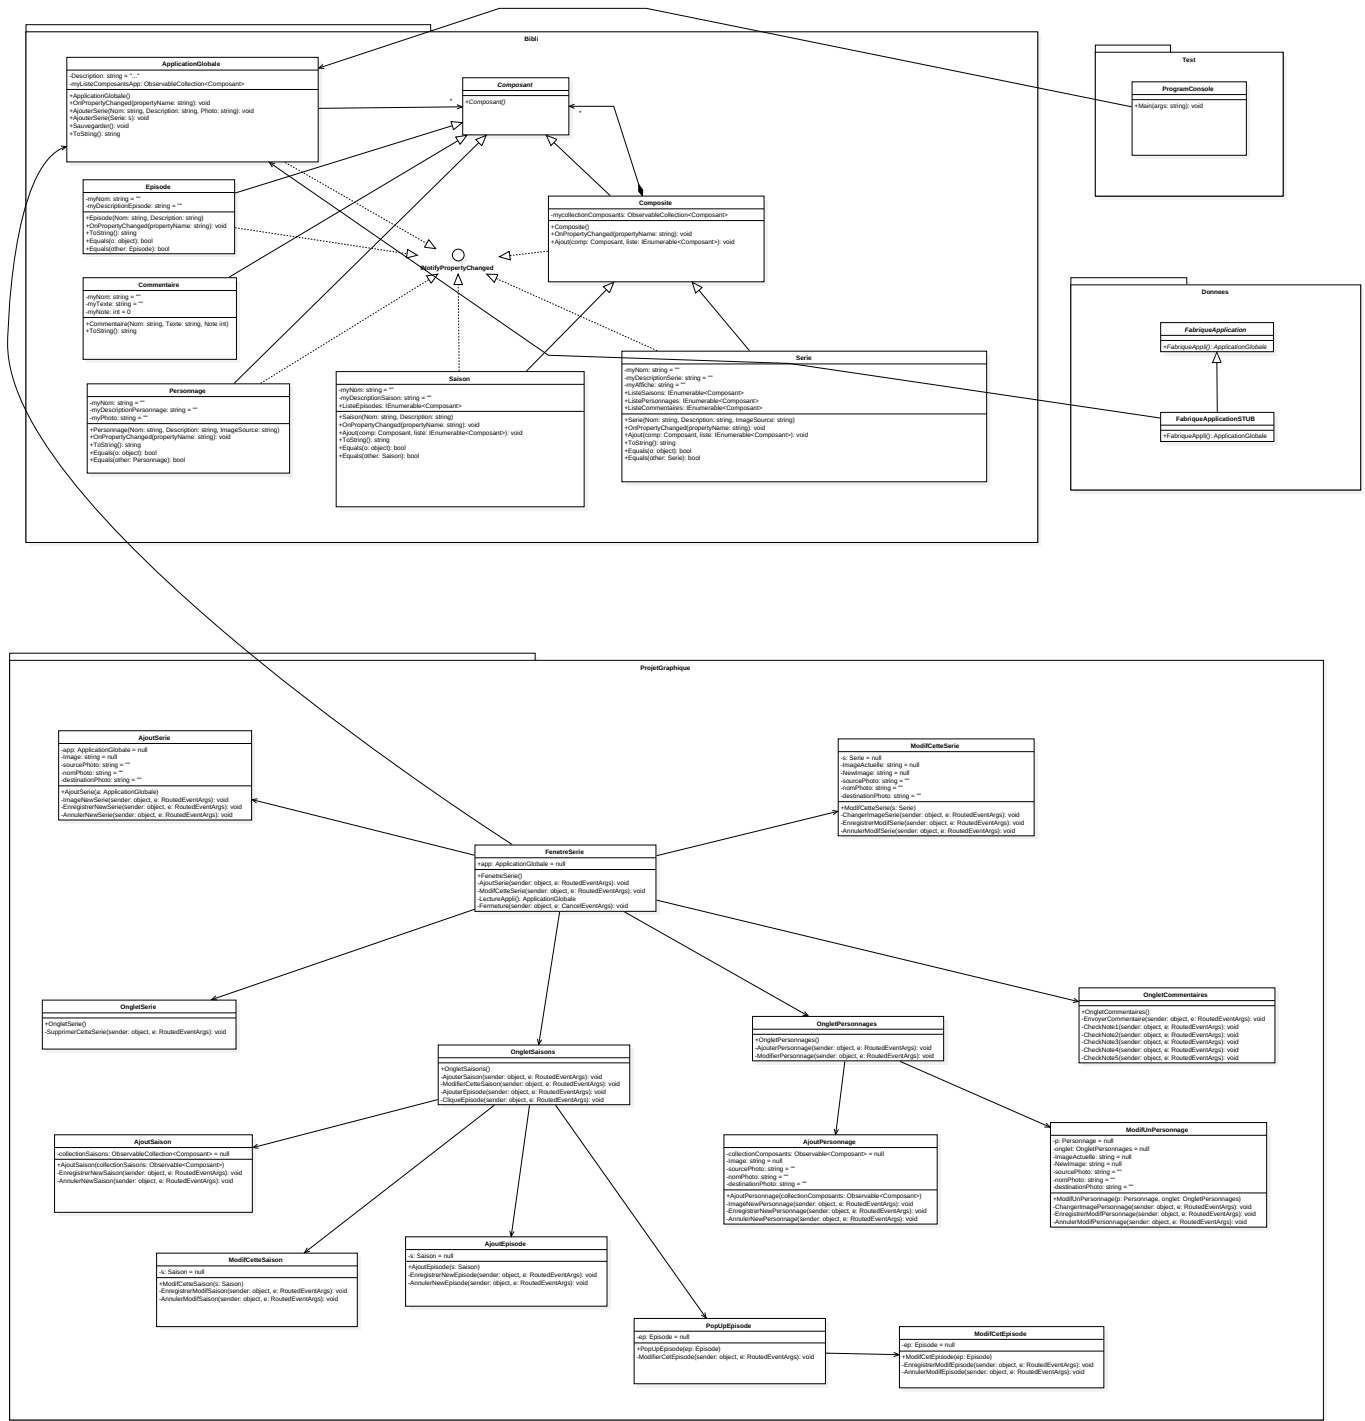 Bibli
ApplicationGlobale
-Description: string = "..."
-myListeComposantsApp: ObservableCollection<Composant>
+ApplicationGlobale()
+OnPropertyChanged(propertyName: string): void
+AjouterSerie(Nom: string, Description: string, Photo: string): void
+AjouterSerie(Serie: s): void
+Sauvegarder(): void
+ToString(): string
Composant
+Composant()
*
*
Episode
-myNom: string = ""
-myDescriptionEpisode: string = ""
+Episode(Nom: string, Description: string)
+OnPropertyChanged(propertyName: string): void
+ToString(): string
+Equals(o: object): bool
+Equals(other: Episode): bool
Composite
-mycollectionComposants: ObservableCollection<Composant>
+Composite()
+OnPropertyChanged(propertyName: string): void
+Ajout(comp: Composant, liste: IEnumerable<Composant>): void
INotifyPropertyChanged
Commentaire
-myNom: string = ""
-myTexte: string = ""
-myNote: int = 0
+Commentaire(Nom: string, Texte: string, Note int)
+ToString(): string
Personnage
-myNom: string = ""
-myDescriptionPersonnage: string = ""
-myPhoto: string = ""
+Personnage(Nom: string, Description: string, ImageSource: string)
+OnPropertyChanged(propertyName: string): void
+ToString(): string
+Equals(o: object): bool
+Equals(other: Personnage): bool
Saison
-myNom: string = ""
-myDescriptionSaison: string = ""
+ListeEpisodes: IEnumerable<Composant>
+Saison(Nom: string, Description: string)
+OnPropertyChanged(propertyName: string): void
+Ajout(comp: Composant, liste: IEnumerable<Composant>): void
+ToString(): string
+Equals(o: object): bool
+Equals(other: Saison): bool
Serie
-myNom: string = ""
-myDescriptionSerie: string = ""
-myAffiche: string = ""
+ListeSaisons: IEnumerable<Composant>
+ListePersonnages: IEnumerable<Composant>
+ListeCommentaires: IEnumerable<Composant>
+Serie(Nom: string, Description: string, ImageSource: string)
+OnPropertyChanged(propertyName: string): void
+Ajout(comp: Composant, liste: IEnumerable<Composant>): void
+ToString(): string
+Equals(o: object): bool
+Equals(other: Serie): bool
Test
ProgramConsole
+Main(args: string): void
Donnees
FabriqueApplication
+FabriqueAppli(): ApplicationGlobale
FabriqueApplicationSTUB
+FabriqueAppli(): ApplicationGlobale
ProjetGraphique
AjoutSerie
-app: ApplicationGlobale = null
-Image: string = null
-sourcePhoto: string = ""
-nomPhoto: string = ""
-destinationPhoto: string = ""
+AjoutSerie(a: ApplicationGlobale)
-ImageNewSerie(sender: object, e: RoutedEventArgs): void
-EnregistrerNewSerie(sender: object, e: RoutedEventArgs): void
-AnnulerNewSerie(sender: object, e: RoutedEventArgs): void
ModifCetteSerie
-s: Serie = null
-ImageActuelle: string = null
-NewImage: string = null
-sourcePhoto: string = ""
-nomPhoto: string = ""
-destinationPhoto: string = ""
+ModifCetteSerie(s: Serie)
-ChangerImageSerie(sender: object, e: RoutedEventArgs): void
-EnregistrerModifSerie(sender: object, e: RoutedEventArgs): void
-AnnulerModifSerie(sender: object, e: RoutedEventArgs): void
FenetreSerie
+app: ApplicationGlobale = null
+FenetreSerie()
-AjoutSerie(sender: object, e: RoutedEventArgs): void
-ModifCetteSerie(sender: object, e: RoutedEventArgs): void
-LectureAppli(): ApplicationGlobale
-Fermeture(sender: object, e: CancelEventArgs): void
OngletSerie
+OngletSerie()
-SupprimerCetteSerie(sender: object, e: RoutedEventArgs): void
OngletSaisons
+OngletSaisons()
-AjouterSaison(sender: object, e: RoutedEventArgs): void
-ModifierCetteSaison(sender: object, e: RoutedEventArgs): void
-AjouterEpisode(sender: object, e: RoutedEventArgs): void
-CliqueEpisode(sender: object, e: RoutedEventArgs): void
OngletPersonnages
+OngletPersonnages()
-AjouterPersonnage(sender: object, e: RoutedEventArgs): void
-ModifierPersonnage(sender: object, e: RoutedEventArgs): void
OngletCommentaires
+OngletCommentaires()
-EnvoyerCommentaire(sender: object, e: RoutedEventArgs): void
-CheckNote1(sender: object, e: RoutedEventArgs): void
-CheckNote2(sender: object, e: RoutedEventArgs): void
-CheckNote3(sender: object, e: RoutedEventArgs): void
-CheckNote4(sender: object, e: RoutedEventArgs): void
-CheckNote5(sender: object, e: RoutedEventArgs): void
AjoutSaison
-collectionSaisons: ObservableCollection<Composant> = null
+AjoutSaison(collectionSaisons: Observable<Composant>)
-EnregistrerNewSaison(sender: object, e: RoutedEventArgs): void
-AnnulerNewSaison(sender: object, e: RoutedEventArgs): void
AjoutPersonnage
-collectionComposants: Observable<Composant> = null
-Image: string = null
-sourcePhoto: string = ""
-nomPhoto: string = ""
-destinationPhoto: string = ""
+AjoutPersonnage(collectionComposants: Observable<Composant>)
-ImageNewPersonnage(sender: object, e: RoutedEventArgs): void
-EnregistrerNewPersonnage(sender: object, e: RoutedEventArgs): void
-AnnulerNewPersonnage(sender: object, e: RoutedEventArgs): void
ModifUnPersonnage
-p: Personnage = null
-onglet: OngletPersonnages = null
-ImageActuelle: string = null
-NewImage: string = null
-sourcePhoto: string = ""
-nomPhoto: string = ""
-destinationPhoto: string = ""
+ModifUnPersonnage(p: Personnage, onglet: OngletPersonnages)
-ChangerImagePersonnage(sender: object, e: RoutedEventArgs): void
-EnregistrerModifPersonnage(sender: object, e: RoutedEventArgs): void
-AnnulerModifPersonnage(sender: object, e: RoutedEventArgs): void
ModifCetteSaison
-s: Saison = null
+ModifCetteSaison(s: Saison)
-EnregistrerModifSaison(sender: object, e: RoutedEventArgs): void
-AnnulerModifSaison(sender: object, e: RoutedEventArgs): void
AjoutEpisode
-s: Saison = null
+AjoutEpisode(s: Saison)
-EnregistrerNewEpisode(sender: object, e: RoutedEventArgs): void
-AnnulerNewEpisode(sender: object, e: RoutedEventArgs): void
PopUpEpisode
-ep: Episode = null
+PopUpEpisode(ep: Episode)
-ModifierCetEpisode(sender: object, e: RoutedEventArgs): void
ModifCetEpisode
-ep: Episode = null
+ModifCetEpisode(ep: Episode)
-EnregistrerModifEpisode(sender: object, e: RoutedEventArgs): void
-AnnulerModifEpisode(sender: object, e: RoutedEventArgs): void